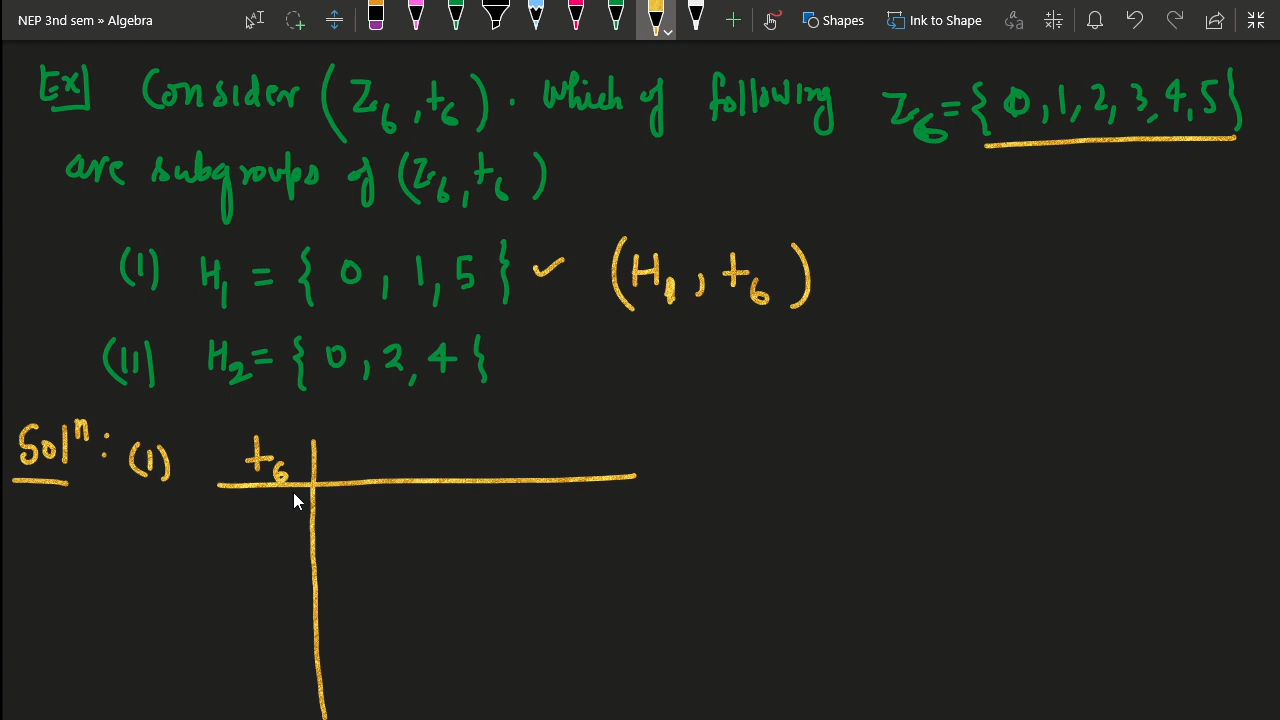 NEP 3nd sem » Algebra
Shapes
Ink to Shape
Ex] Consider (Z₆, +₆). Which of following Z₆ = { 0, 1, 2, 3, 4, 5 }
are subgroups of (Z₆, +₆)
(I) H₁ = { 0, 1, 5 } ✓ (H₁, +₆)
(II) H₂ = { 0, 2, 4 }
Solⁿ : (I) +₆